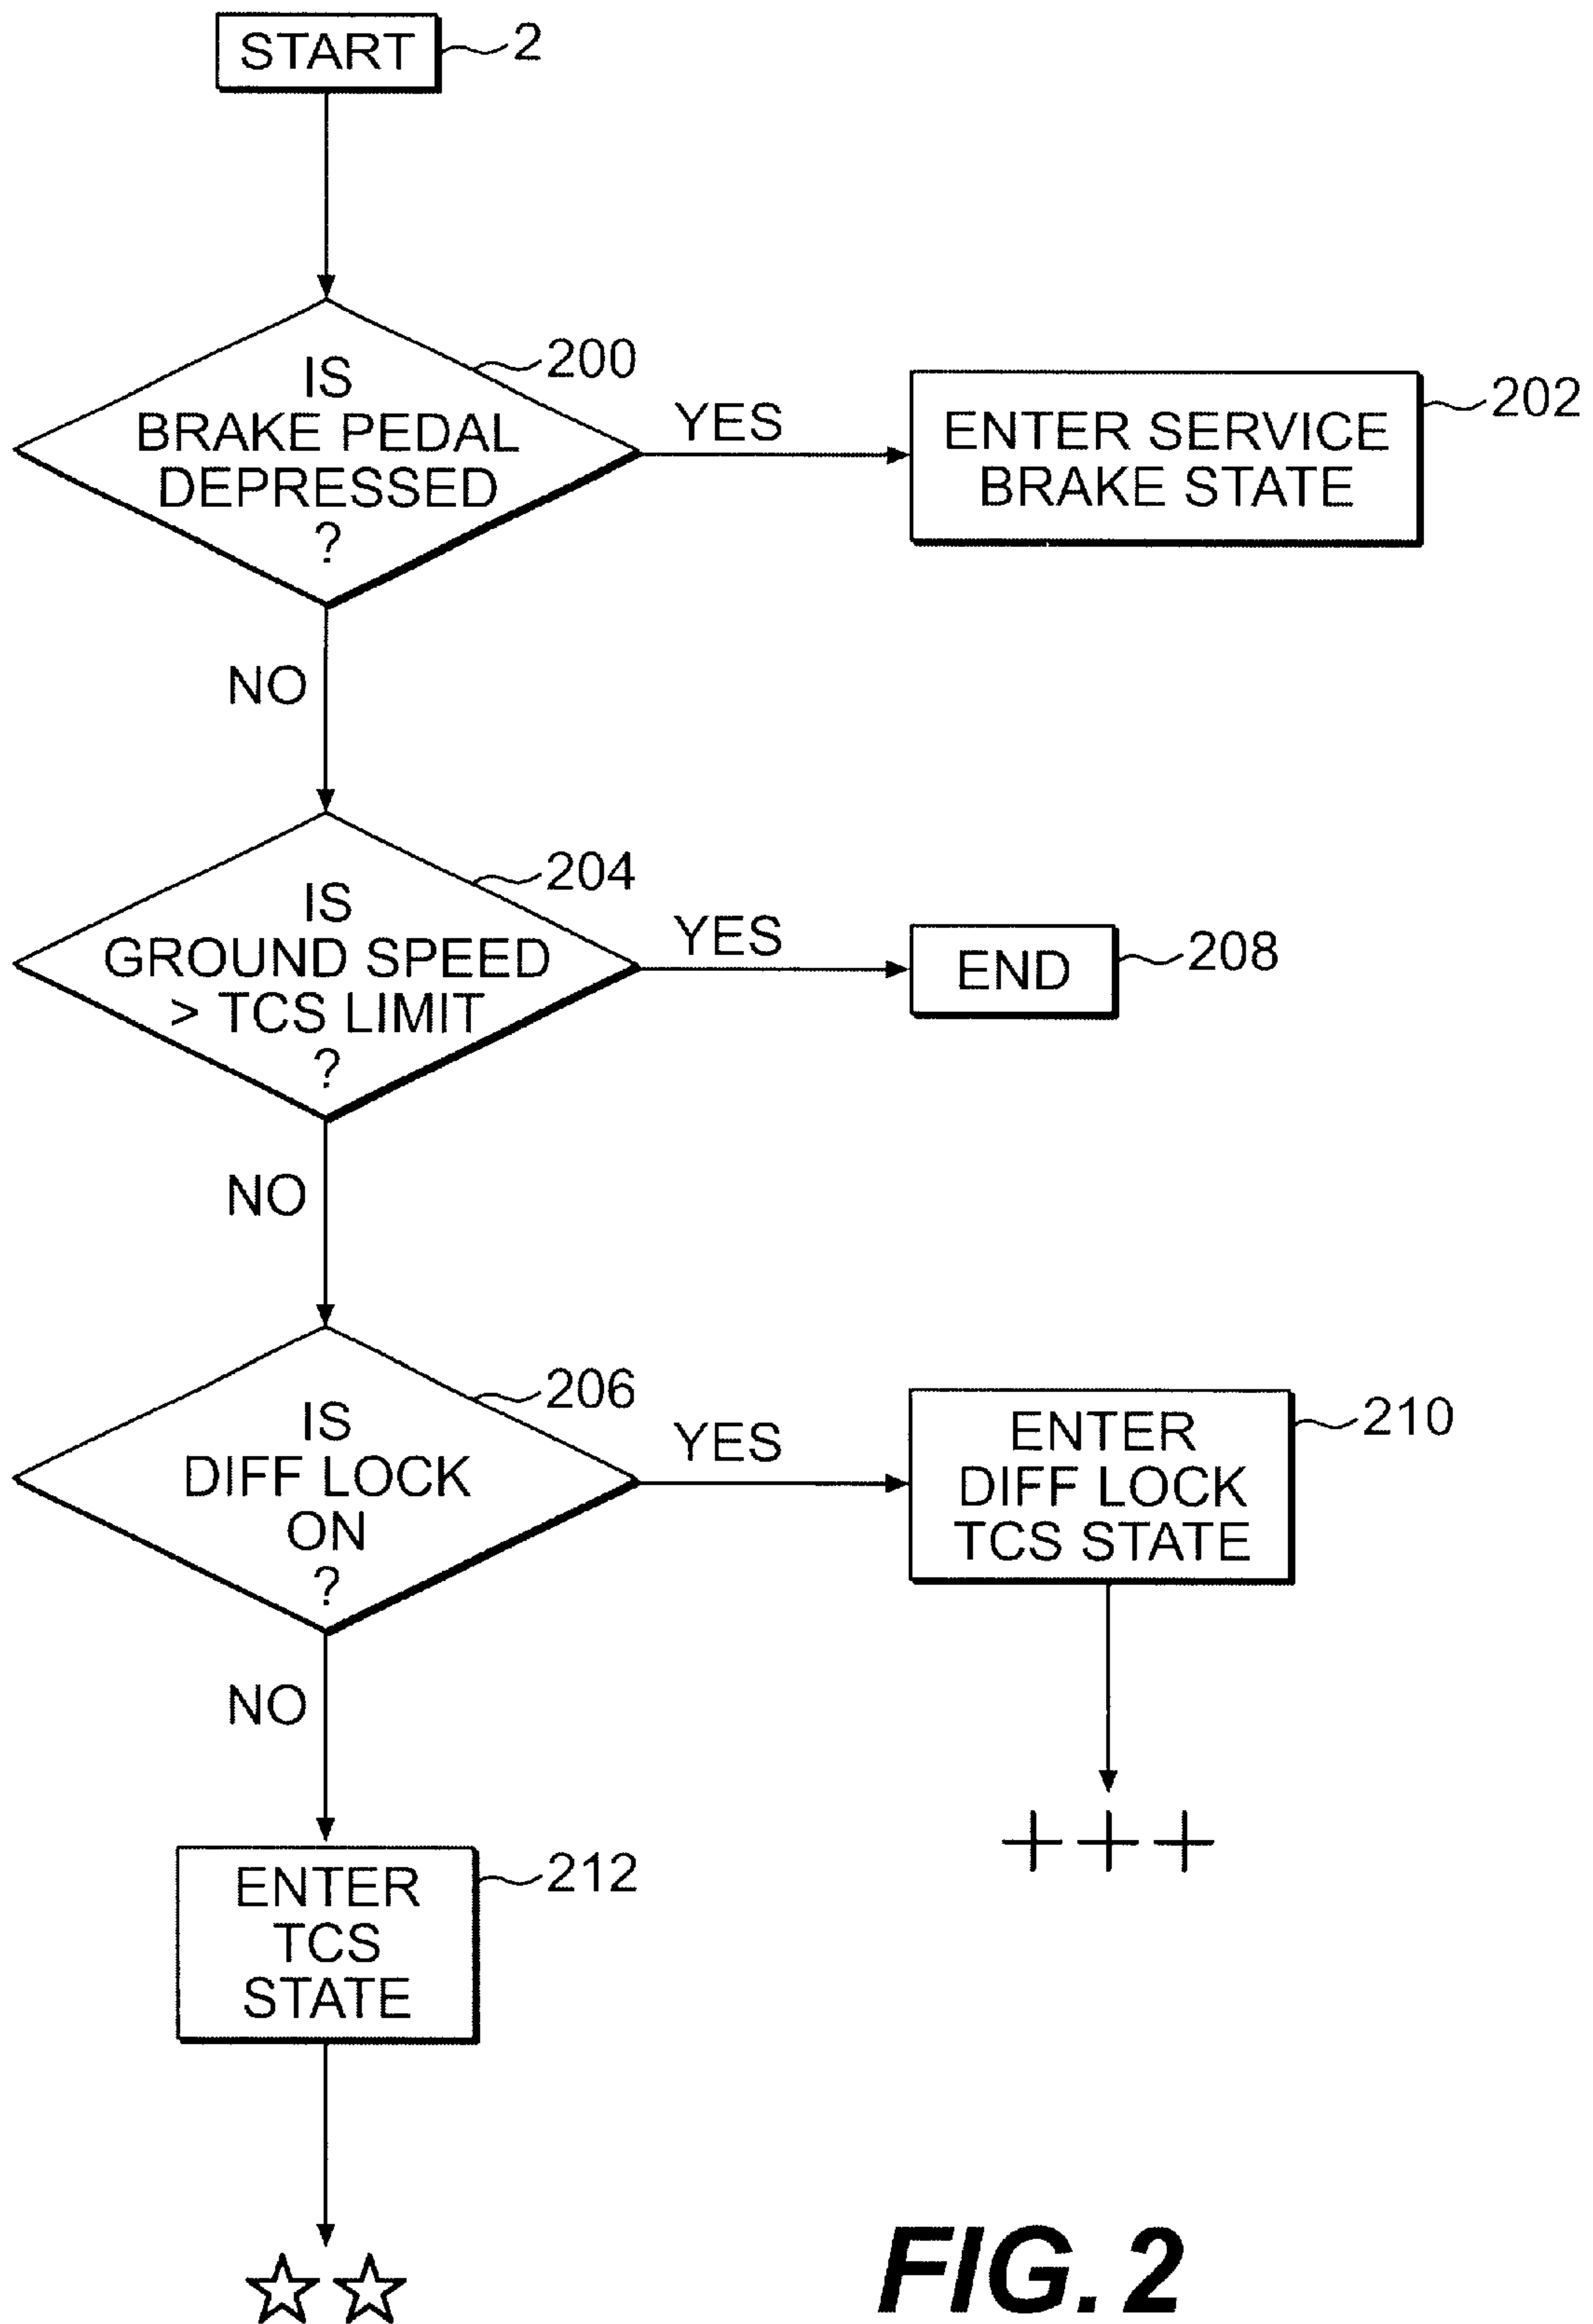 START
2
IS
BRAKE PEDAL
DEPRESSED
?
200
YES
ENTER SERVICE
BRAKE STATE
202
NO
IS
GROUND SPEED
> TCS LIMIT
?
204
YES
END
208
NO
IS
DIFF LOCK
ON
?
206
YES
ENTER
DIFF LOCK
TCS STATE
210
NO
+++
ENTER
TCS
STATE
212
☆☆
FIG. 2